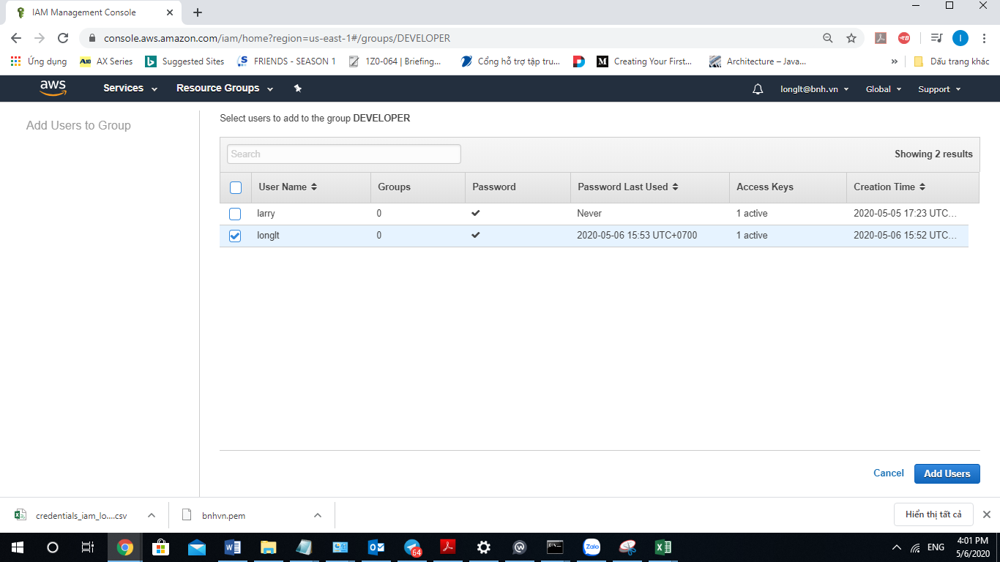 IAM Management Console
console.aws.amazon.com/iam/home?region=us-east-1#/groups/DEVELOPER
I
Ứng dụng
A10
AX Series
Suggested Sites
FRIENDS - SEASON 1
1Z0-064 | Briefing...
Cổng hỗ trợ tập tru...
Creating Your First...
Architecture – Java...
»
Dấu trang khác
aws
Services
Resource Groups
longlt@bnh.vn
Global
Support
Add Users to Group
Select users to add to the group DEVELOPER
Search
Showing 2 results
User Name Groups Password Password Last Used Access Keys Creation Time
larry 0 Never 1 active 2020-05-05 17:23 UTC...
longlt 0 2020-05-06 15:53 UTC+0700 1 active 2020-05-06 15:52 UTC...
Cancel
Add Users
credentials_iam_lo....csv
bnhvn.pem
Hiển thị tất cả
64
Zalo
ENG
4:01 PM
5/6/2020